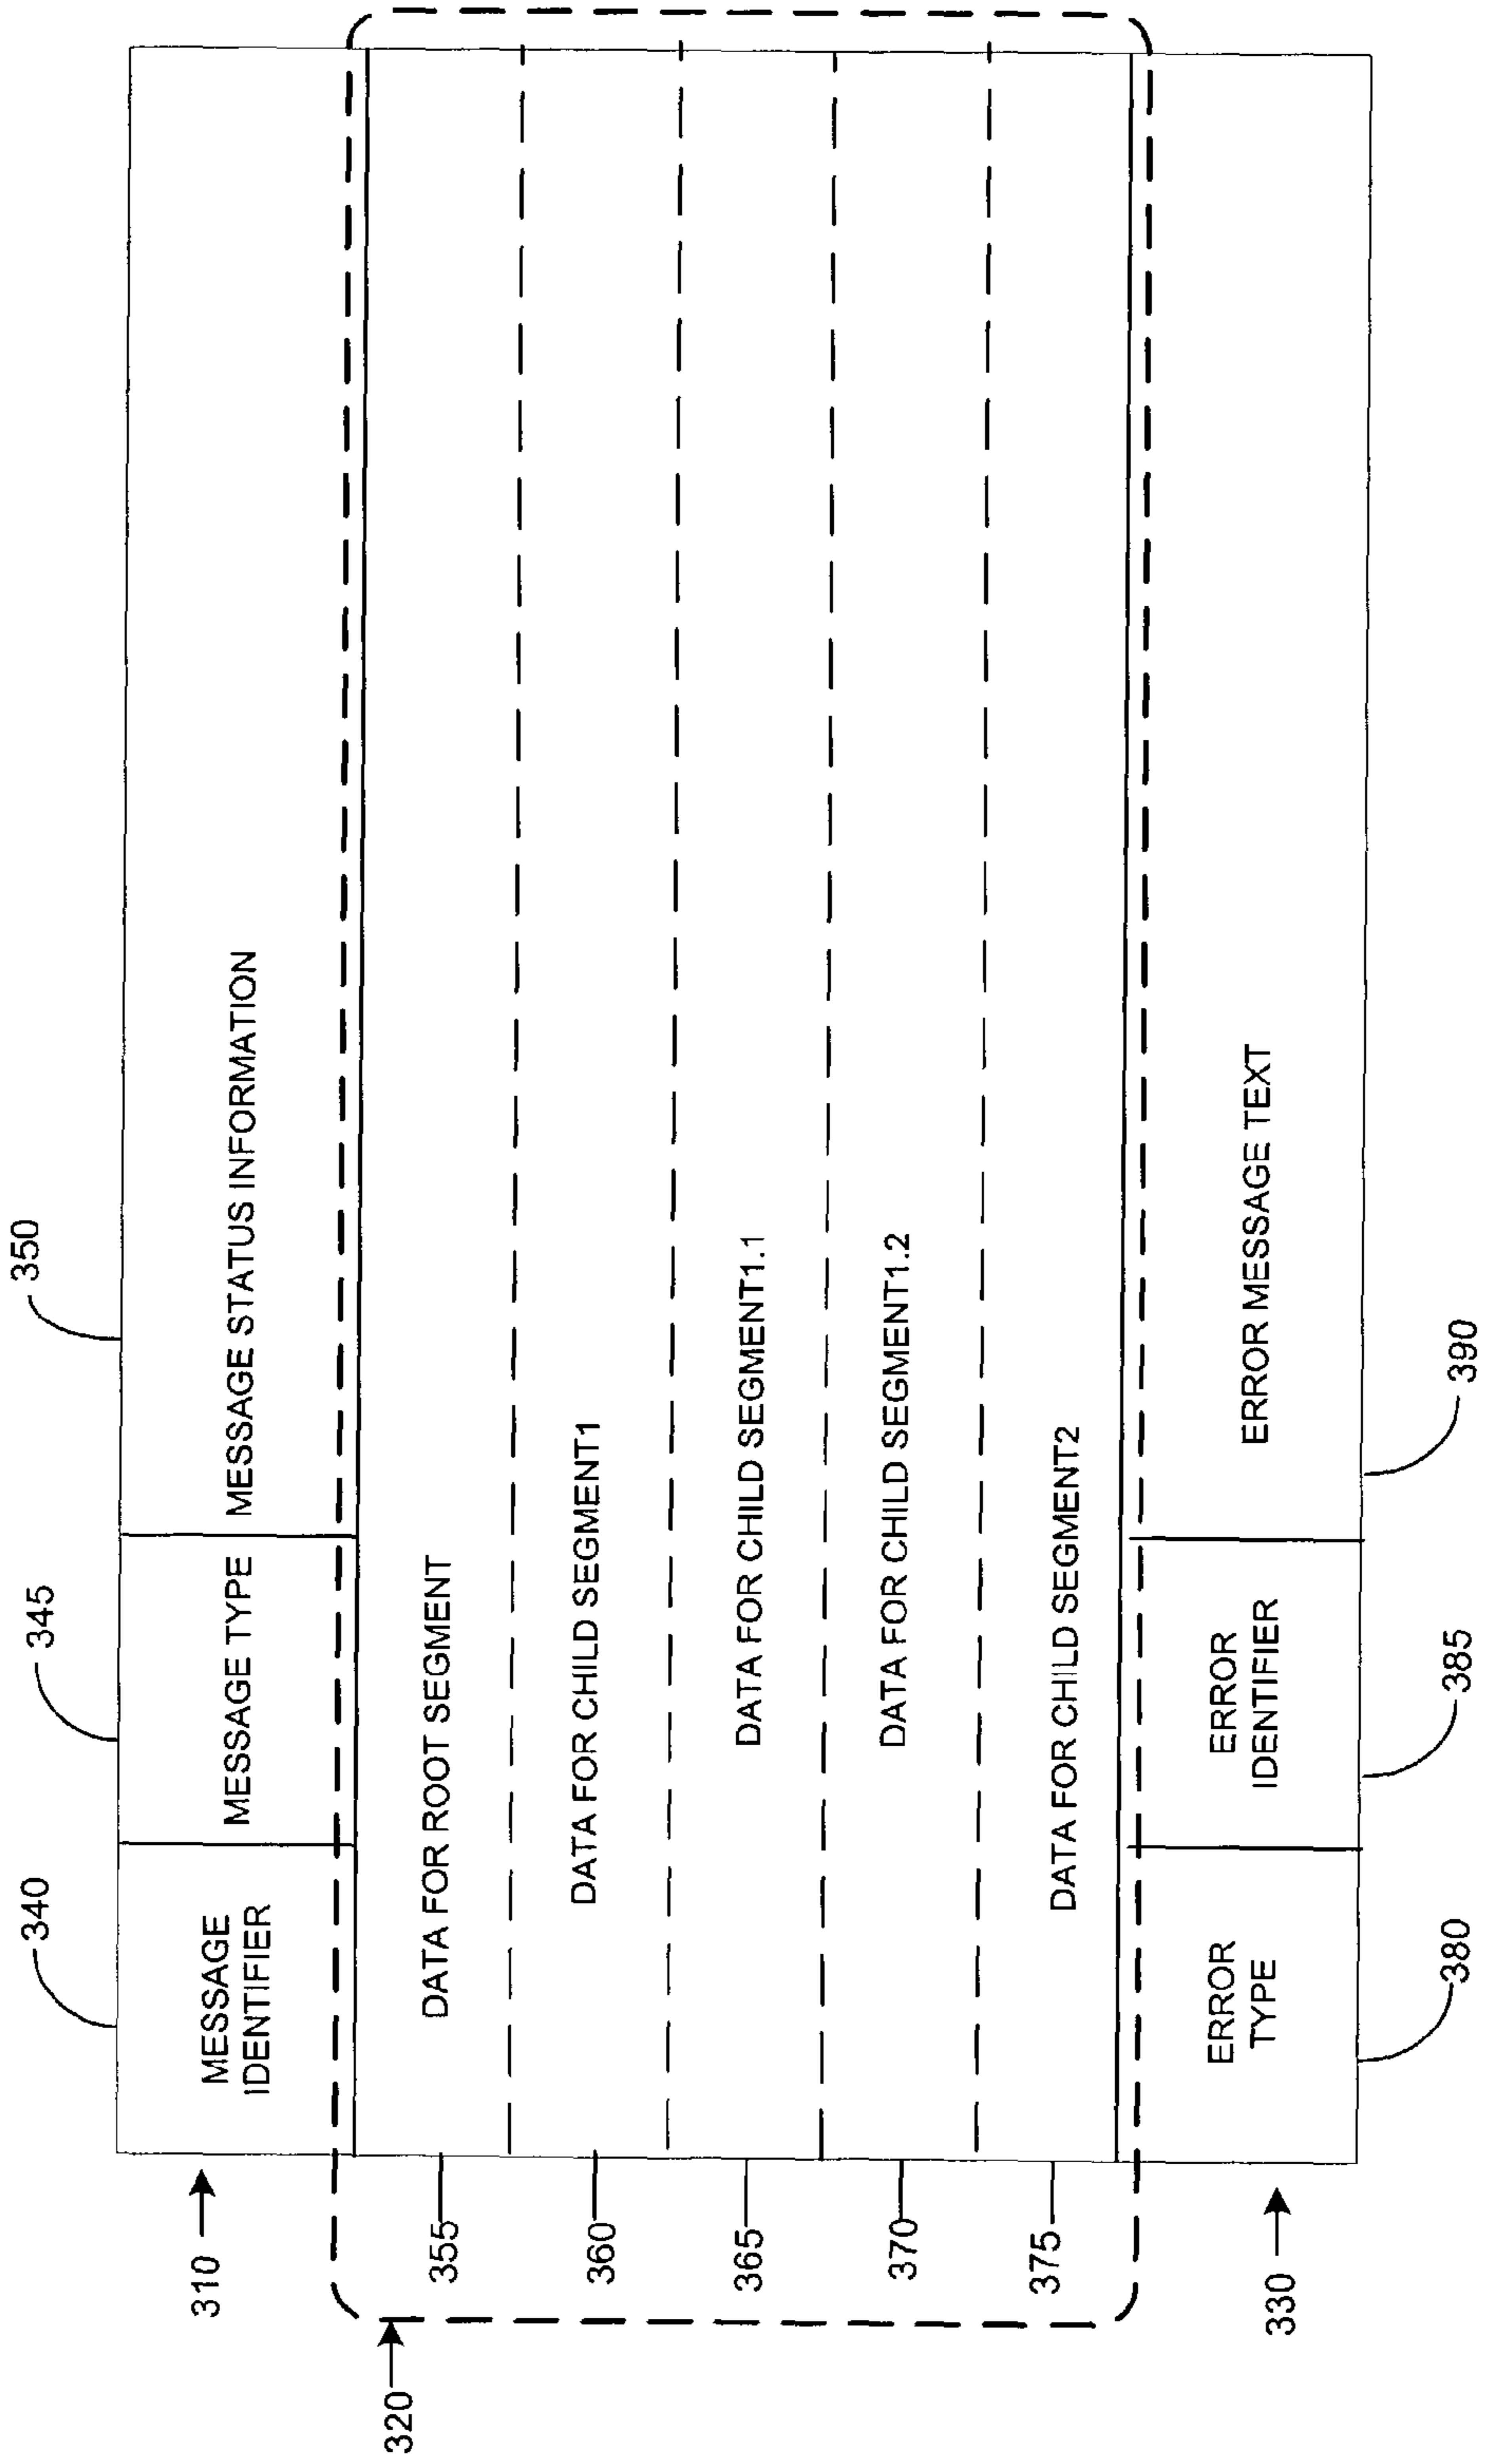 340
345
350
310
MESSAGE
IDENTIFIER
MESSAGE TYPE
MESSAGE STATUS INFORMATION
320
355
DATA FOR ROOT SEGMENT
360
DATA FOR CHILD SEGMENT1
365
DATA FOR CHILD SEGMENT1.1
370
DATA FOR CHILD SEGMENT1.2
375
DATA FOR CHILD SEGMENT2
330
ERROR
TYPE
ERROR
IDENTIFIER
ERROR MESSAGE TEXT
380
385
390